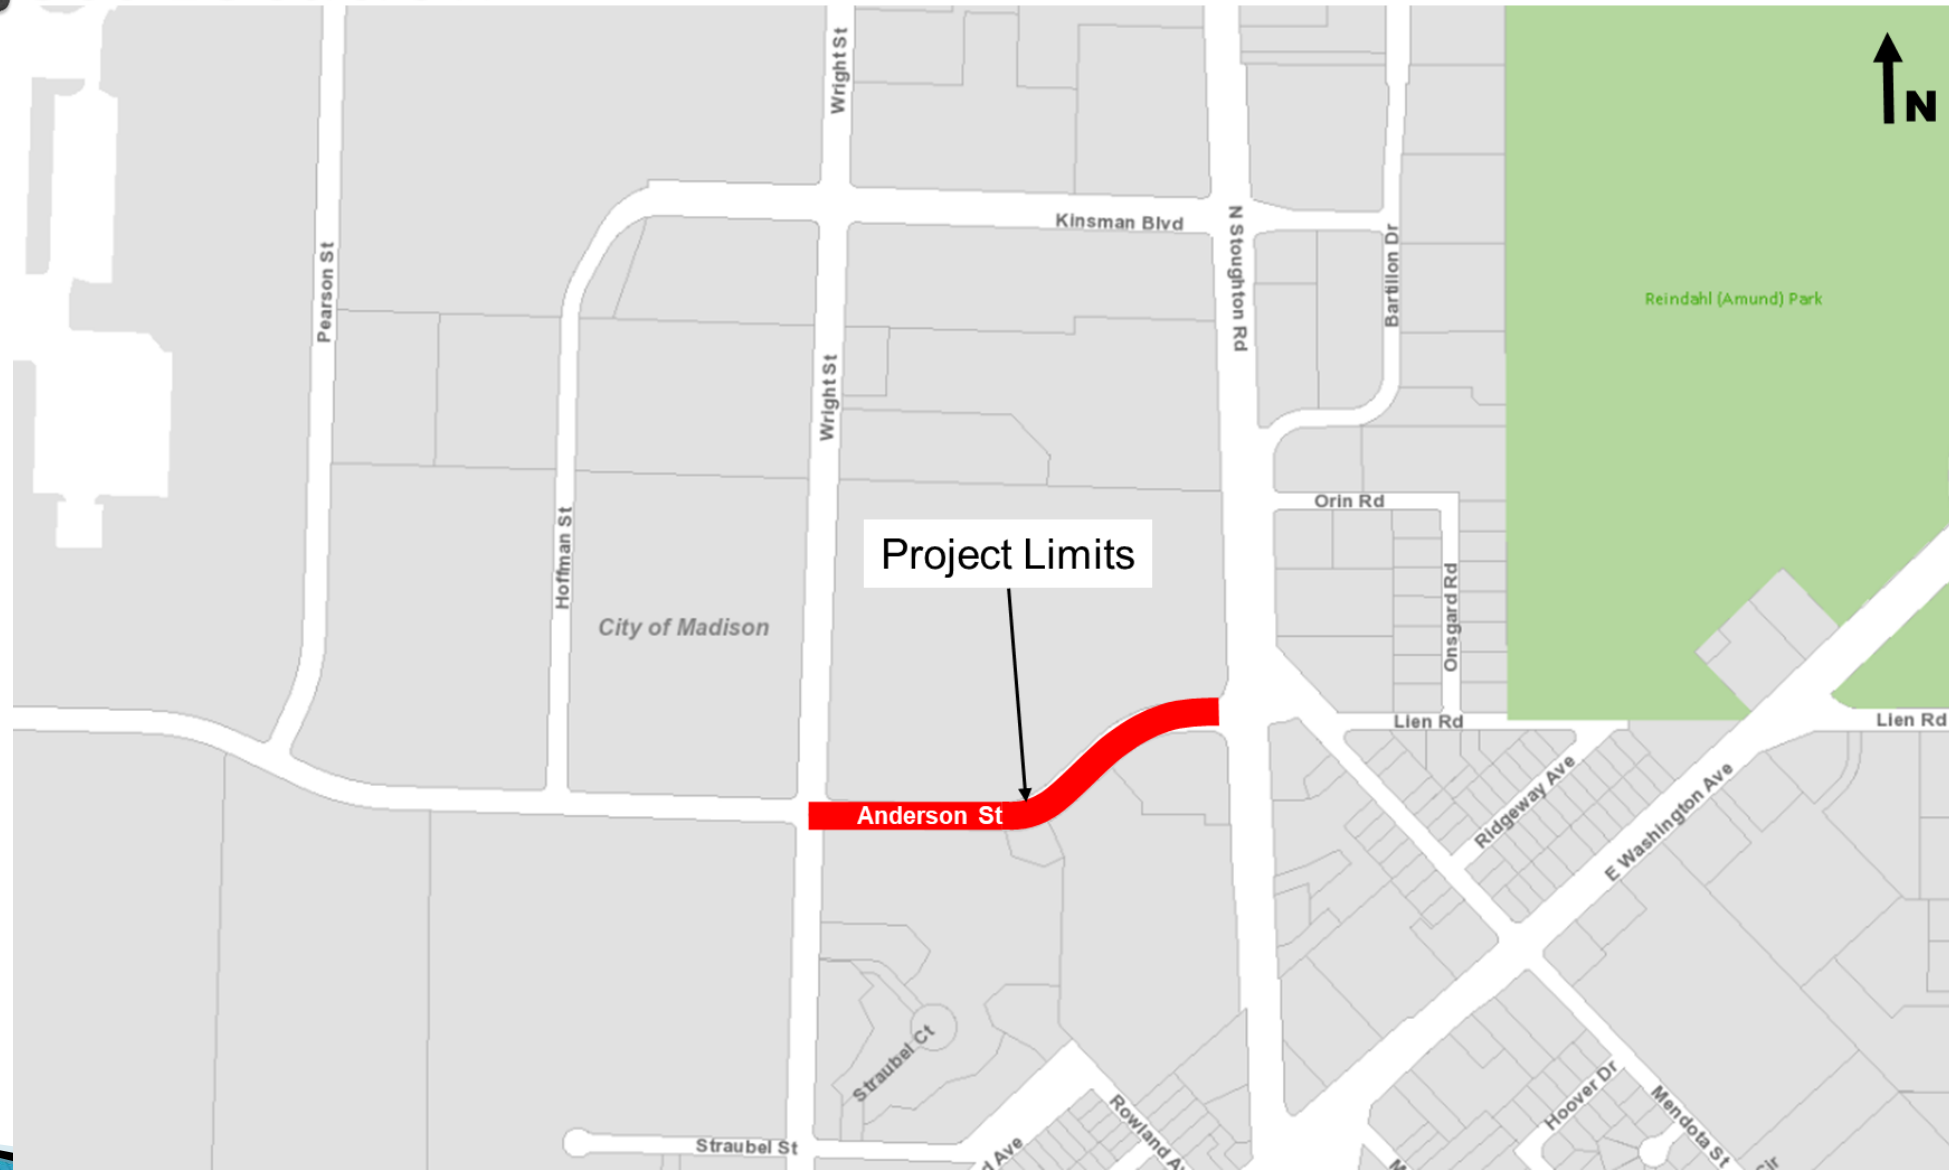 Wright St
N
Kinsman Blvd
N Stoughton Rd
Bartillon Dr
Pearson St
Reindahl (Amund) Park
Wright St
Orin Rd
Hoffman St
Project Limits
Onsgard Rd
City of Madison
Lien Rd
Lien Rd
Anderson St
Ridgeway Ave
E Washington Ave
Straubel Ct
Hoover Dr
Mendota St
Rowland
Straubel St
Ave